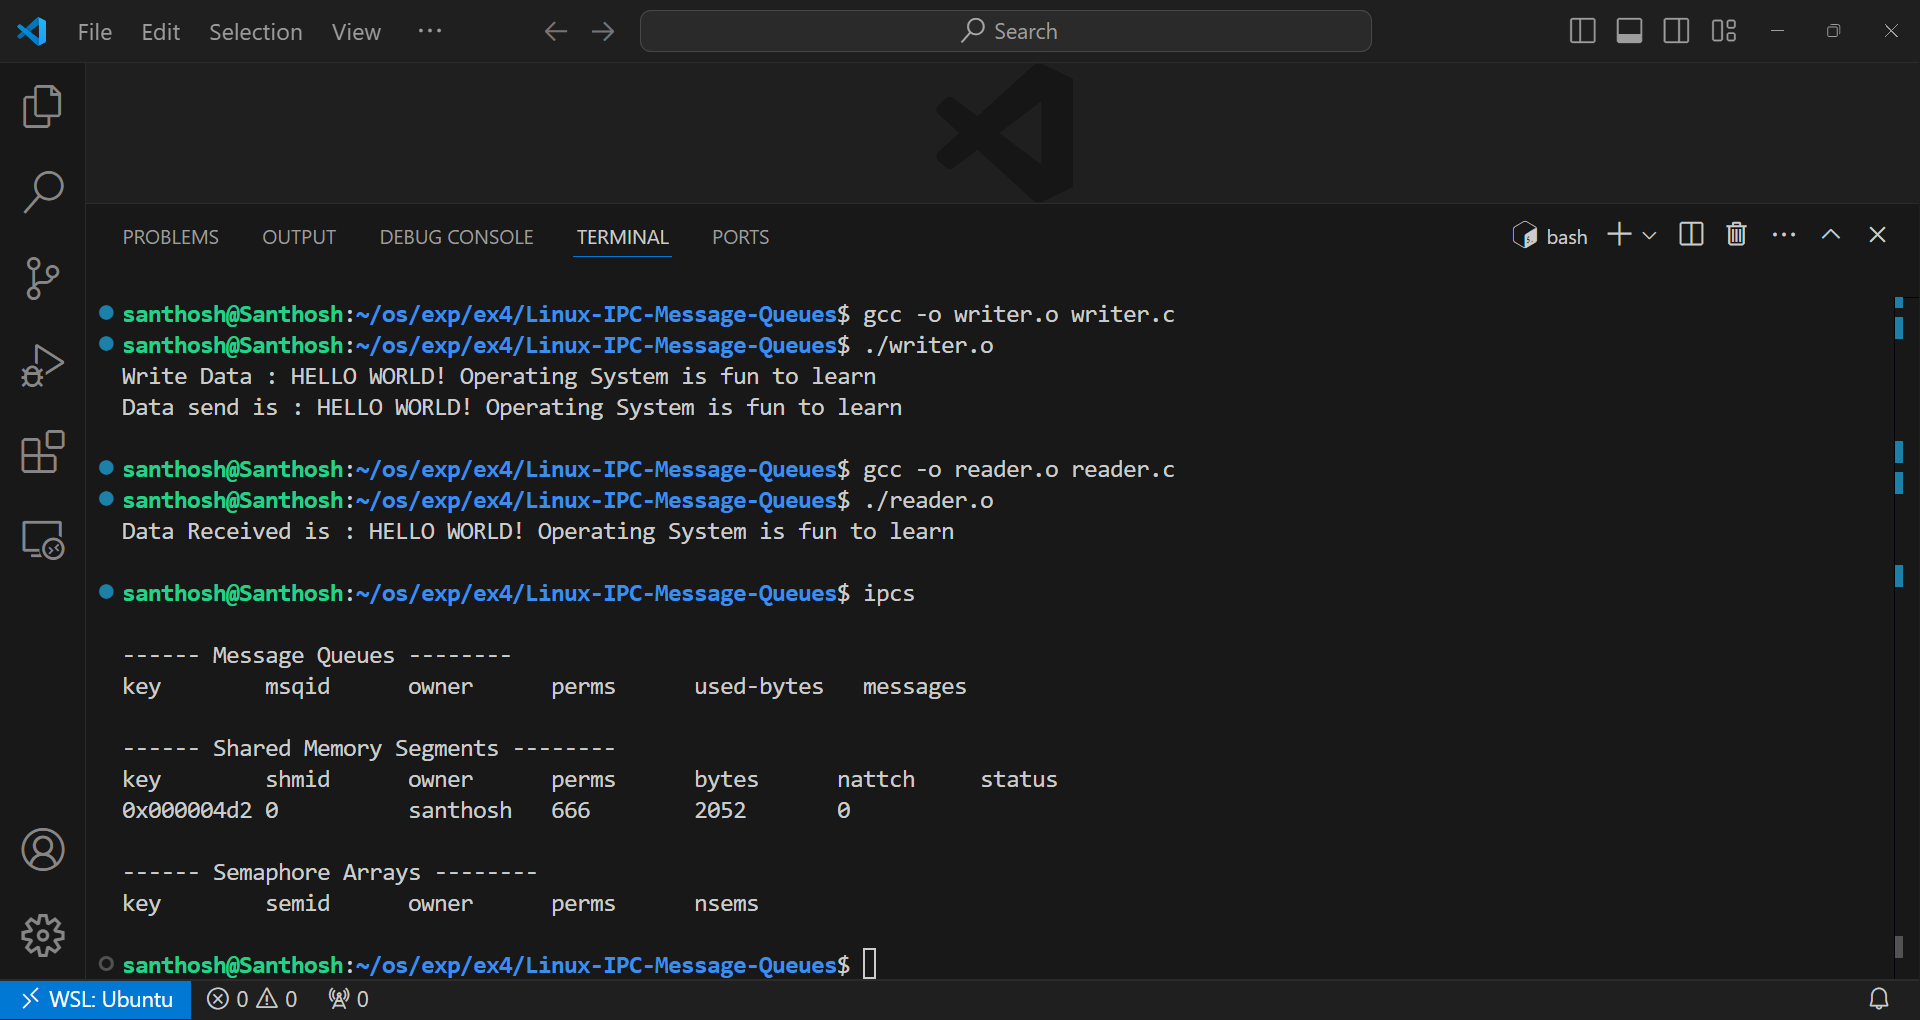 File Edit Selection View ··· Search
PROBLEMS OUTPUT DEBUG CONSOLE TERMINAL PORTS bash
santhosh@Santhosh:~/os/exp/ex4/Linux-IPC-Message-Queues$ gcc -o writer.o writer.c
santhosh@Santhosh:~/os/exp/ex4/Linux-IPC-Message-Queues$ ./writer.o
Write Data : HELLO WORLD! Operating System is fun to learn
Data send is : HELLO WORLD! Operating System is fun to learn
santhosh@Santhosh:~/os/exp/ex4/Linux-IPC-Message-Queues$ gcc -o reader.o reader.c
santhosh@Santhosh:~/os/exp/ex4/Linux-IPC-Message-Queues$ ./reader.o
Data Received is : HELLO WORLD! Operating System is fun to learn
santhosh@Santhosh:~/os/exp/ex4/Linux-IPC-Message-Queues$ ipcs
------ Message Queues --------
key msqid owner perms used-bytes messages
------ Shared Memory Segments --------
key shmid owner perms bytes nattch status
0x000004d2 0 santhosh 666 2052 0
------ Semaphore Arrays --------
key semid owner perms nsems
santhosh@Santhosh:~/os/exp/ex4/Linux-IPC-Message-Queues$
WSL: Ubuntu 0 0 0